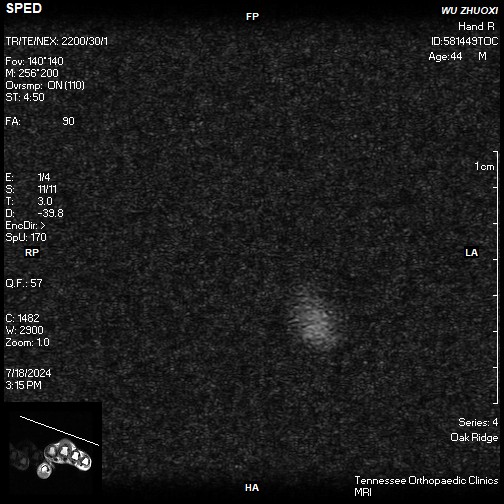 SPED
FP
WU ZHUOXI
Hand R
TR/TE/NEX: 2200/30/1
ID:581449TOC
Age:44 M
Fov: 140*140
M: 256*200
Ovrsmp: ON (110)
ST: 4.50
FA: 90
1cm
E: 1/4
S: 11/11
T: 3.0
D: -39.8
EncDir: >
SpU: 170
RP
LA
Q.F.: 57
C: 1482
W: 2900
Zoom: 1.0
7/18/2024
3:15 PM
Series: 4
Oak Ridge
HA
Tennessee Orthopaedic Clinics
MRI